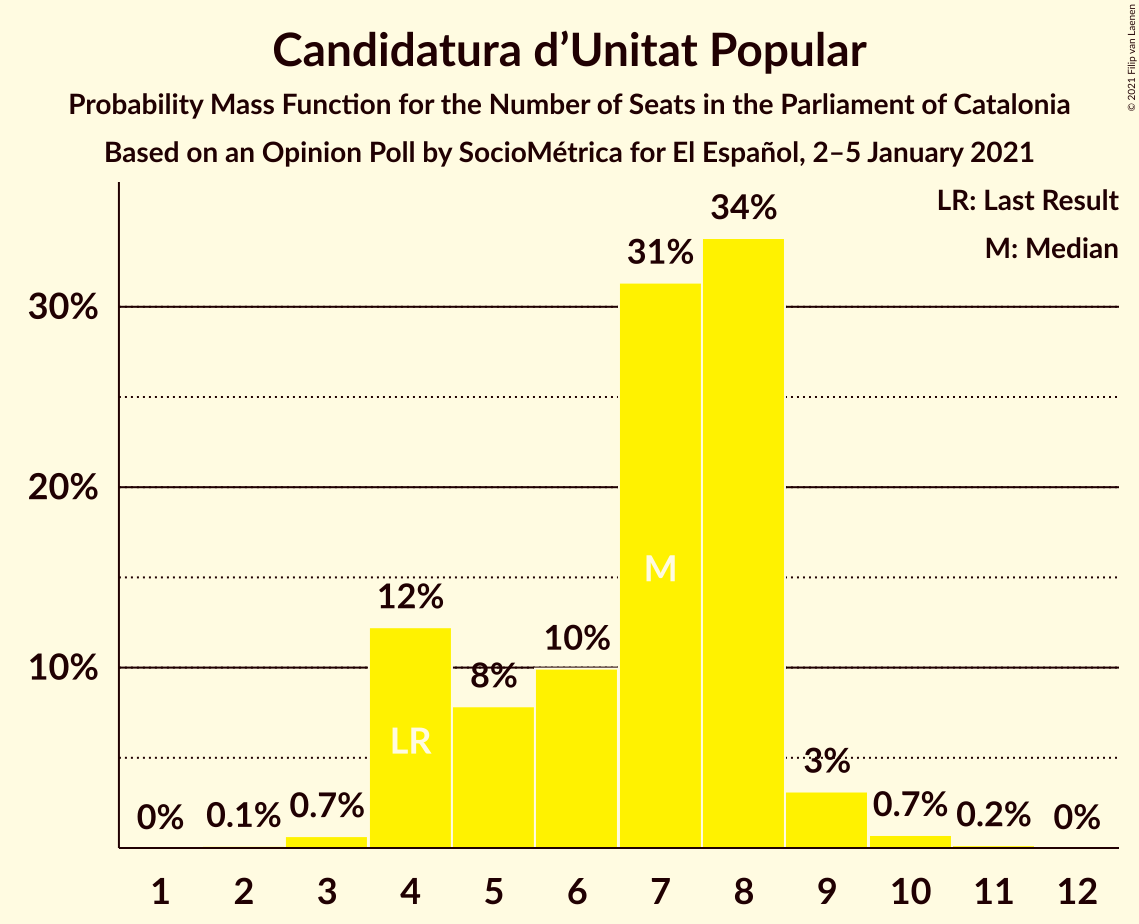 Candidatura d’Unitat Popular
Probability Mass Function for the Number of Seats in the Parliament of Catalonia
Based on an Opinion Poll by SocioMétrica for El Español, 2–5 January 2021
© 2021 Filip van Laenen
LR: Last Result
M: Median
34%
31%
30%
20%
M
12%
10%
10%
8%
LR
3%
0% 0.1% 0.7% 0.7% 0.2% 0%
1 2 3 4 5 6 7 8 9 10 11 12